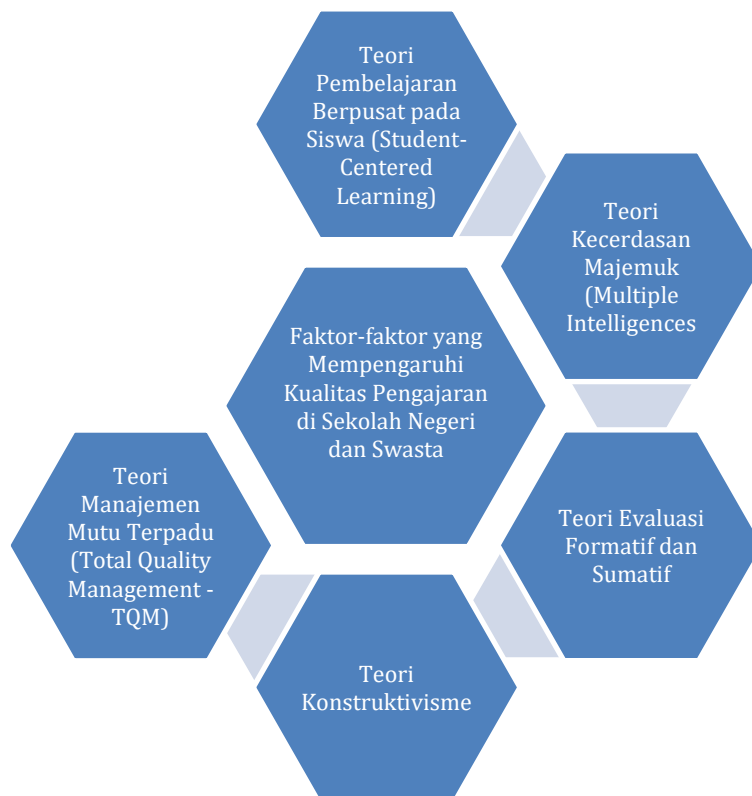 Teori
Pembelajaran
Berpusat pada
Siswa (Student-
Centered
Learning)
Teori
Kecerdasan
Majemuk
(Multiple
Intelligences
Faktor-faktor yang
Mempengaruhi
Kualitas Pengajaran
di Sekolah Negeri
dan Swasta
Teori
Manajemen
Mutu Terpadu
(Total Quality
Management -
TQM)
Teori Evaluasi
Formatif dan
Sumatif
Teori
Konstruktivisme